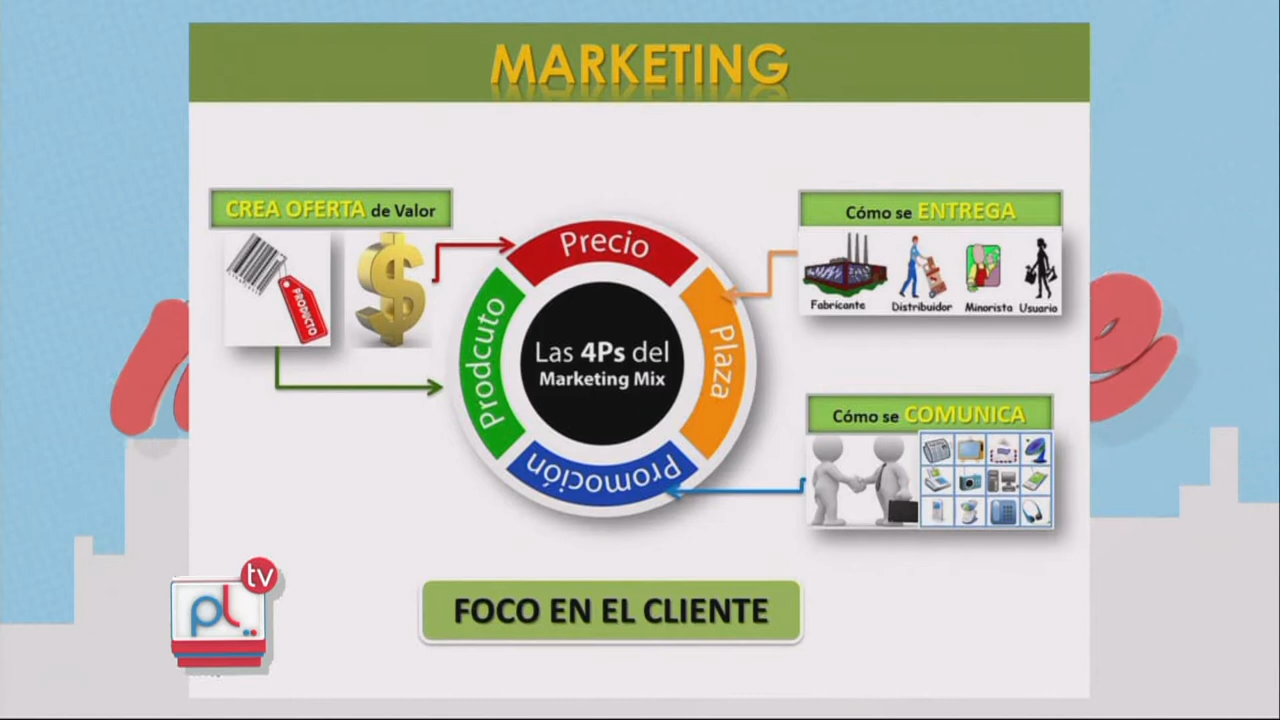 MARKETING
CREA OFERTA de Valor
PRODUCTO
Precio
Prodcuto
Las 4Ps del
Marketing Mix
Plaza
Promoción
Cómo se ENTREGA
Fabricante Distribuidor Minorista Usuario
Cómo se COMUNICA
FOCO EN EL CLIENTE
tv
pl